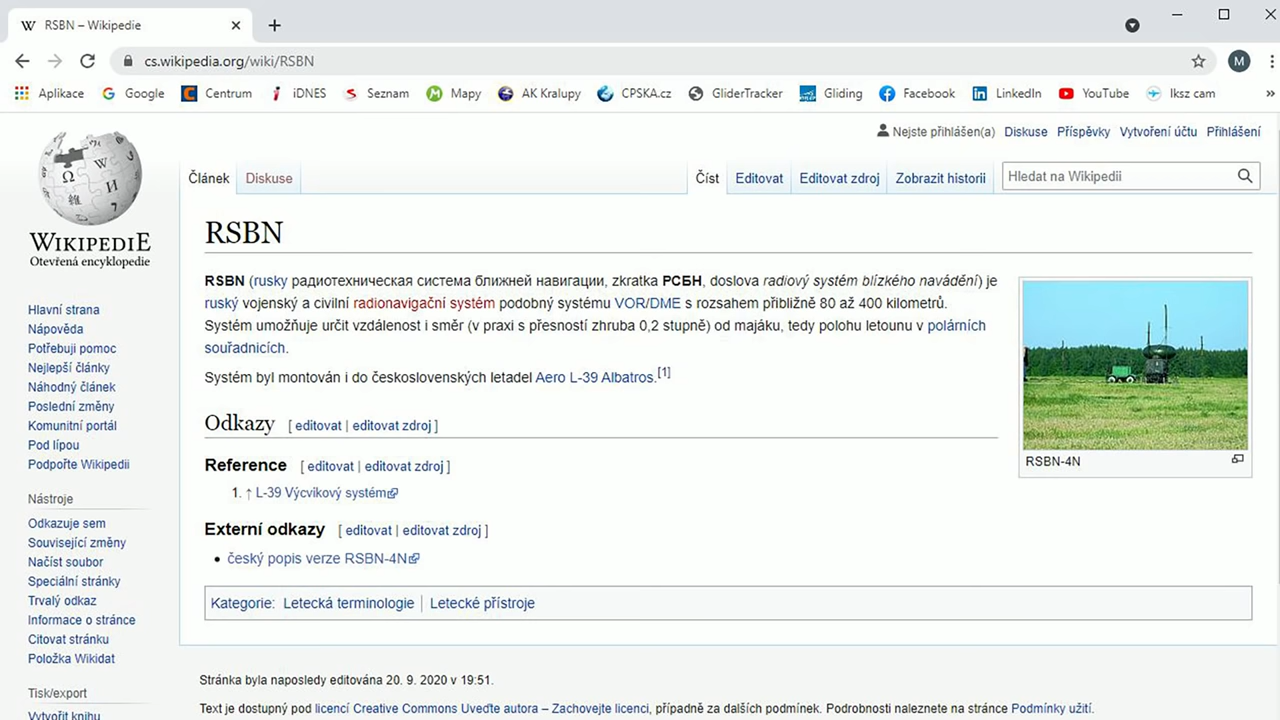 RSBN – Wikipedie
cs.wikipedia.org/wiki/RSBN
M
Aplikace Google Centrum iDNES Seznam Mapy AK Kralupy CPSKA.cz GliderTracker Gliding Facebook LinkedIn YouTube lksz cam »
Nejste přihlášen(a) Diskuse Příspěvky Vytvoření účtu Přihlášení
Článek Diskuse Číst Editovat Editovat zdroj Zobrazit historii Hledat na Wikipedii
WIKIPEDIE
Otevřená encyklopedie
RSBN
RSBN (rusky радиотехническая система ближней навигации, zkratka РСБН, doslova radiový systém blízkého navádění) je
ruský vojenský a civilní radionavigační systém podobný systému VOR/DME s rozsahem přibližně 80 až 400 kilometrů.
Systém umožňuje určit vzdálenost i směr (v praxi s přesností zhruba 0,2 stupně) od majáku, tedy polohu letounu v polárních
souřadnicích.
Systém byl montován i do československých letadel Aero L-39 Albatros.[1]
RSBN-4N
Odkazy [ editovat | editovat zdroj ]
Reference [ editovat | editovat zdroj ]
1. ↑ L-39 Výcvikový systém
Externí odkazy [ editovat | editovat zdroj ]
• český popis verze RSBN-4N
Kategorie: Letecká terminologie | Letecké přístroje
Hlavní strana
Nápověda
Potřebuji pomoc
Nejlepší články
Náhodný článek
Poslední změny
Komunitní portál
Pod lípou
Podpořte Wikipedii
Nástroje
Odkazuje sem
Související změny
Načíst soubor
Speciální stránky
Trvalý odkaz
Informace o stránce
Citovat stránku
Položka Wikidat
Tisk/export
Vytvořit knihu
Stránka byla naposledy editována 20. 9. 2020 v 19:51.
Text je dostupný pod licencí Creative Commons Uveďte autora – Zachovejte licenci, případně za dalších podmínek. Podrobnosti naleznete na stránce Podmínky užití.